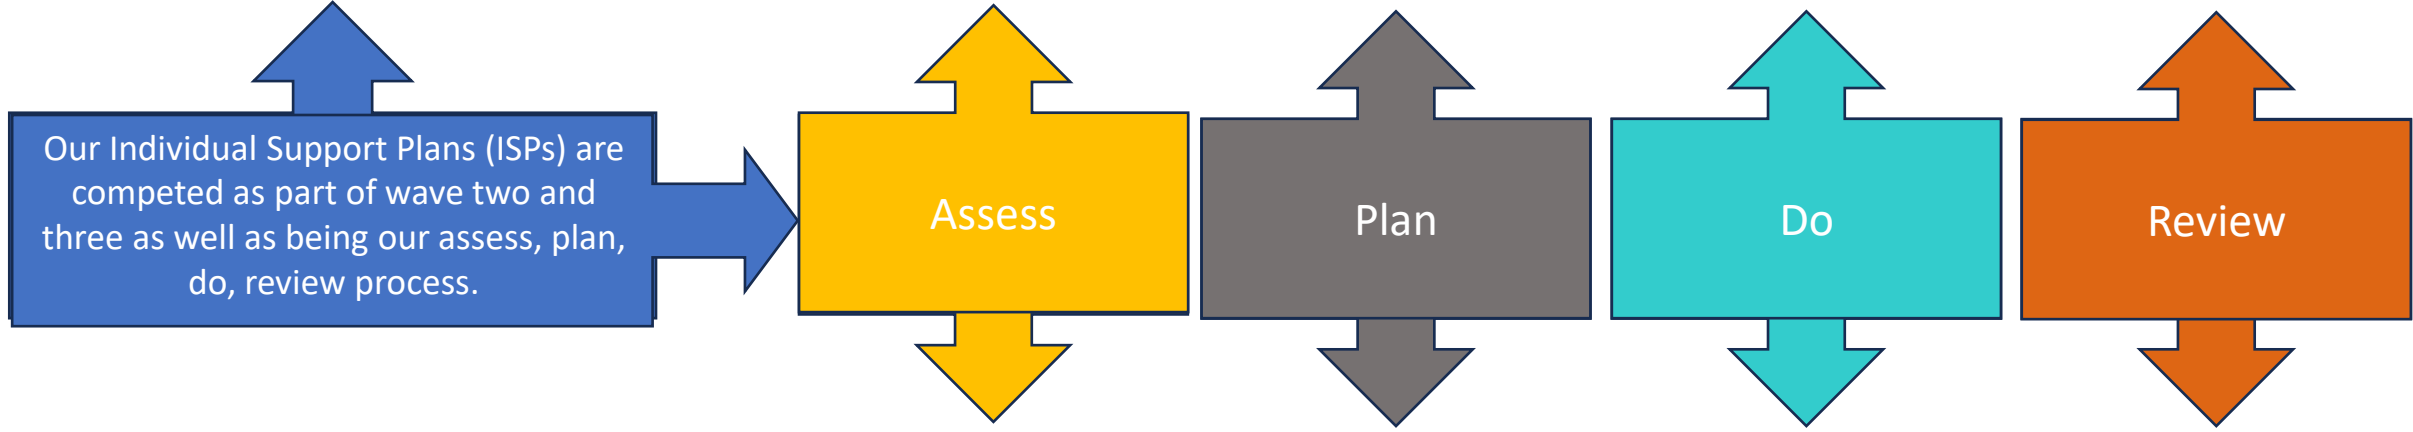 Our Individual Support Plans (ISPs) are
competed as part of wave two and
three as well as being our assess, plan,
do, review process.
Assess
Plan
Do
Review